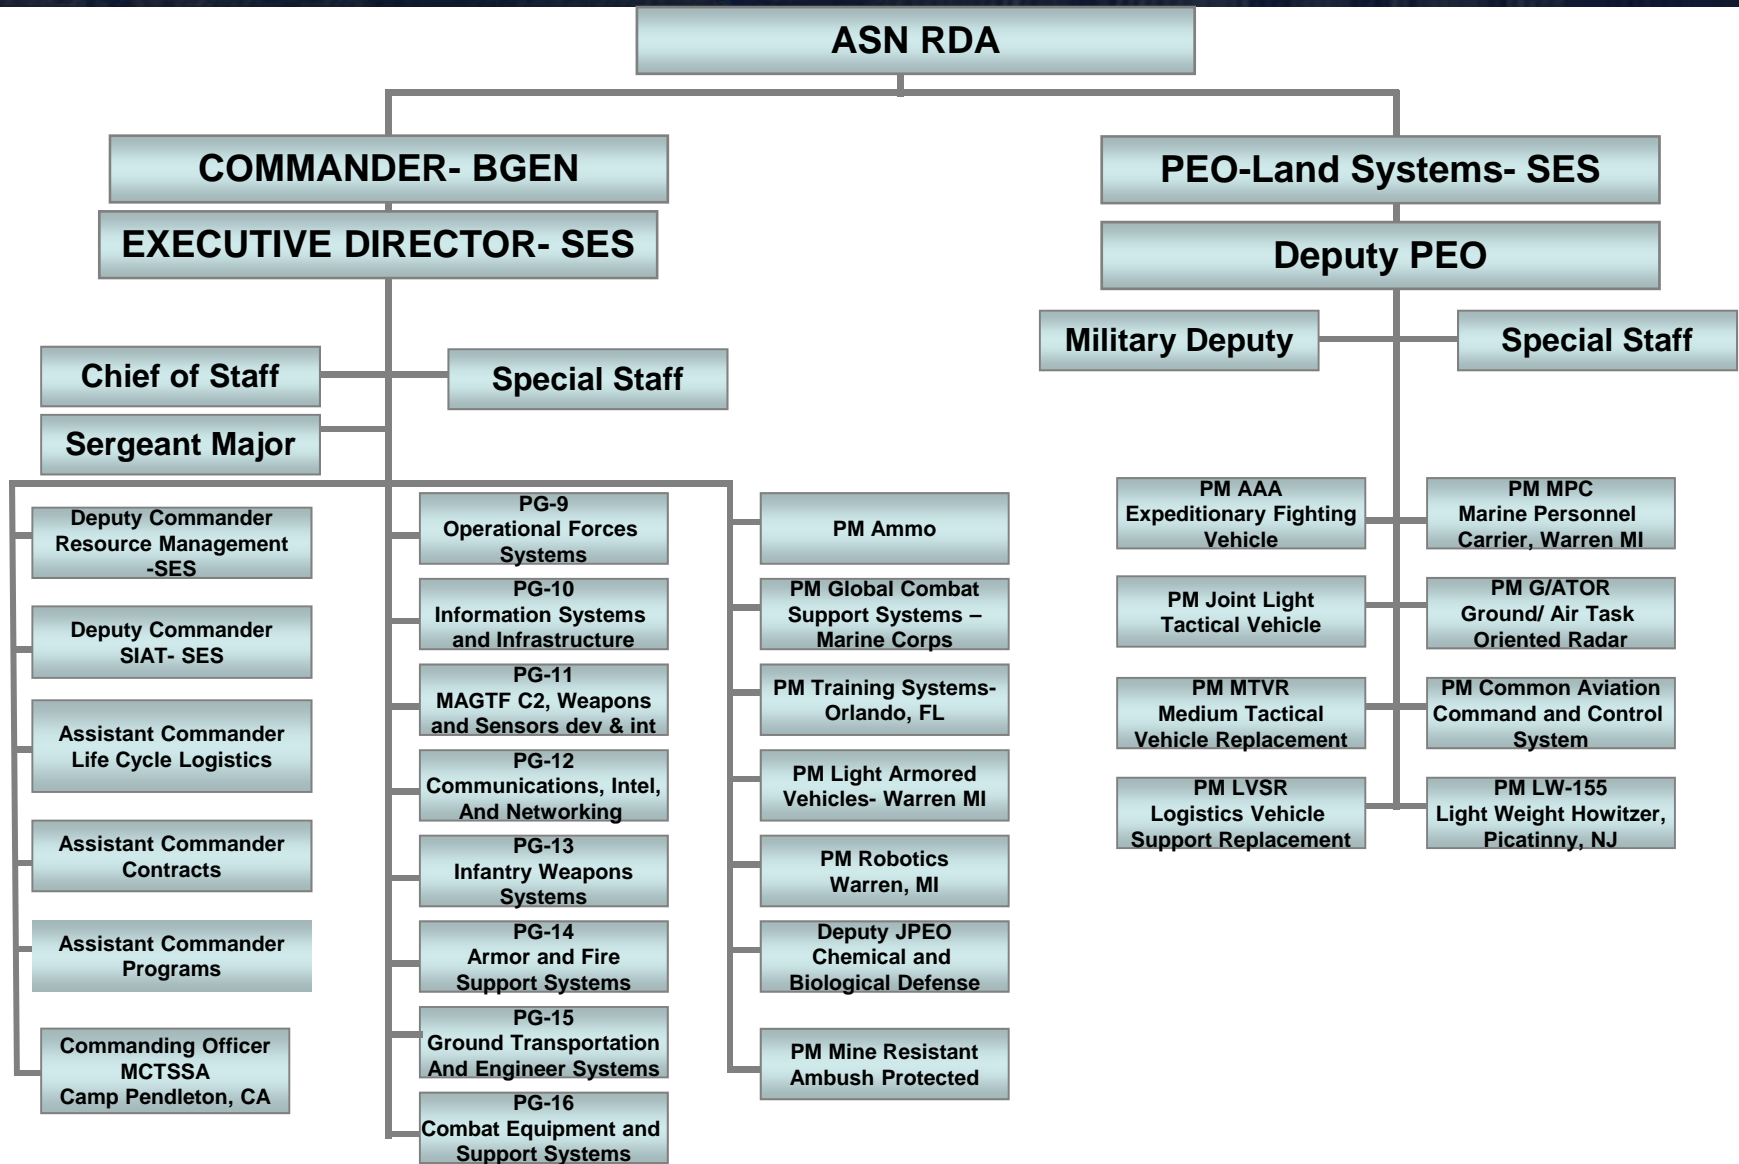 ASN RDA
COMMANDER- BGEN
EXECUTIVE DIRECTOR- SES
Chief of Staff
Special Staff
Sergeant Major
Deputy Commander
Resource Management
-SES
Deputy Commander
SIAT- SES
Assistant Commander
Life Cycle Logistics
Assistant Commander
Contracts
Assistant Commander
Programs
Commanding Officer
MCTSSA
Camp Pendleton, CA
PG-9
Operational Forces
Systems
PG-10
Information Systems
and Infrastructure
PG-11
MAGTF C2, Weapons
and Sensors dev & int
PG-12
Communications, Intel,
And Networking
PG-13
Infantry Weapons
Systems
PG-14
Armor and Fire
Support Systems
PG-15
Ground Transportation
And Engineer Systems
PG-16
Combat Equipment and
Support Systems
PM Ammo
PM Global Combat
Support Systems –
Marine Corps
PM Training Systems-
Orlando, FL
PM Light Armored
Vehicles- Warren MI
PM Robotics
Warren, MI
Deputy JPEO
Chemical and
Biological Defense
PM Mine Resistant
Ambush Protected
PEO-Land Systems- SES
Deputy PEO
Military Deputy
Special Staff
PM AAA
Expeditionary Fighting
Vehicle
PM Joint Light
Tactical Vehicle
PM MTVR
Medium Tactical
Vehicle Replacement
PM LVSR
Logistics Vehicle
Support Replacement
PM MPC
Marine Personnel
Carrier, Warren MI
PM G/ATOR
Ground/ Air Task
Oriented Radar
PM Common Aviation
Command and Control
System
PM LW-155
Light Weight Howitzer,
Picatinny, NJ